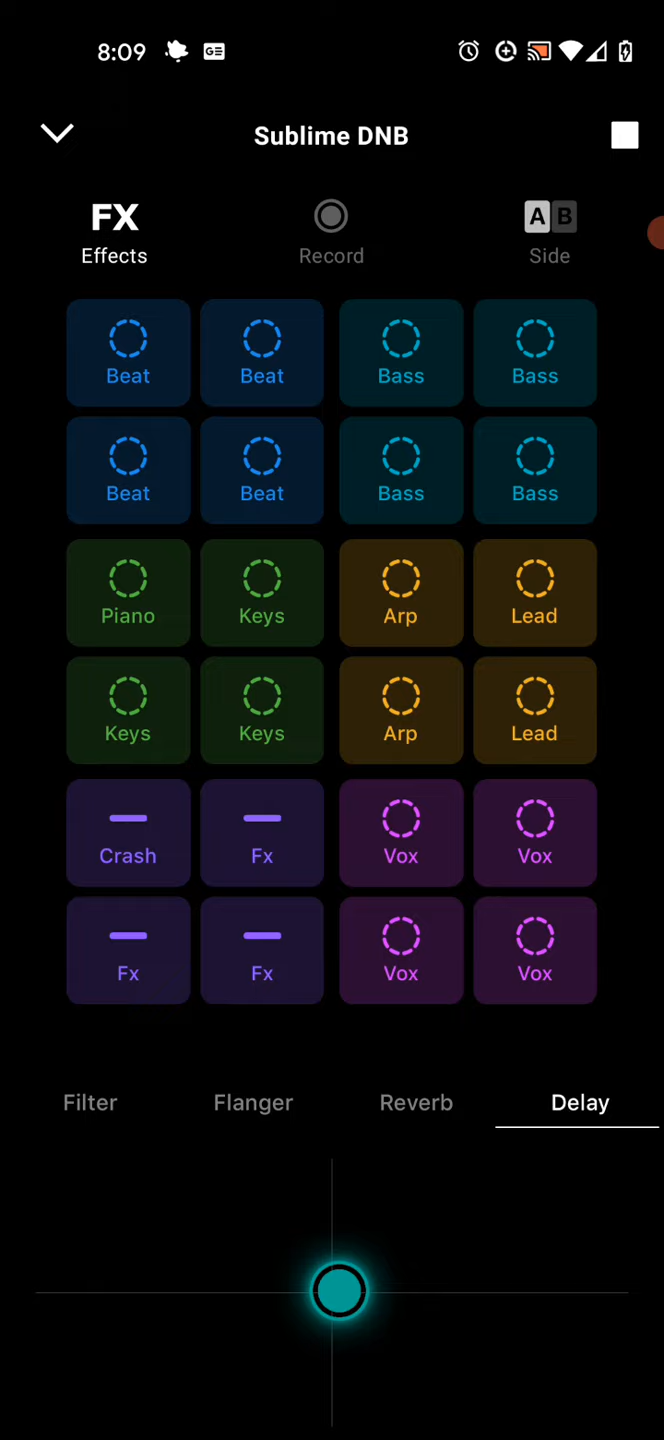 8:09
GE
Sublime DNB
FX
A B
Effects
Record
Side
Beat
Beat
Bass
Bass
Beat
Beat
Bass
Bass
Piano
Keys
Arp
Lead
Keys
Keys
Arp
Lead
Crash
Fx
Vox
Vox
Fx
Fx
Vox
Vox
Filter
Flanger
Reverb
Delay